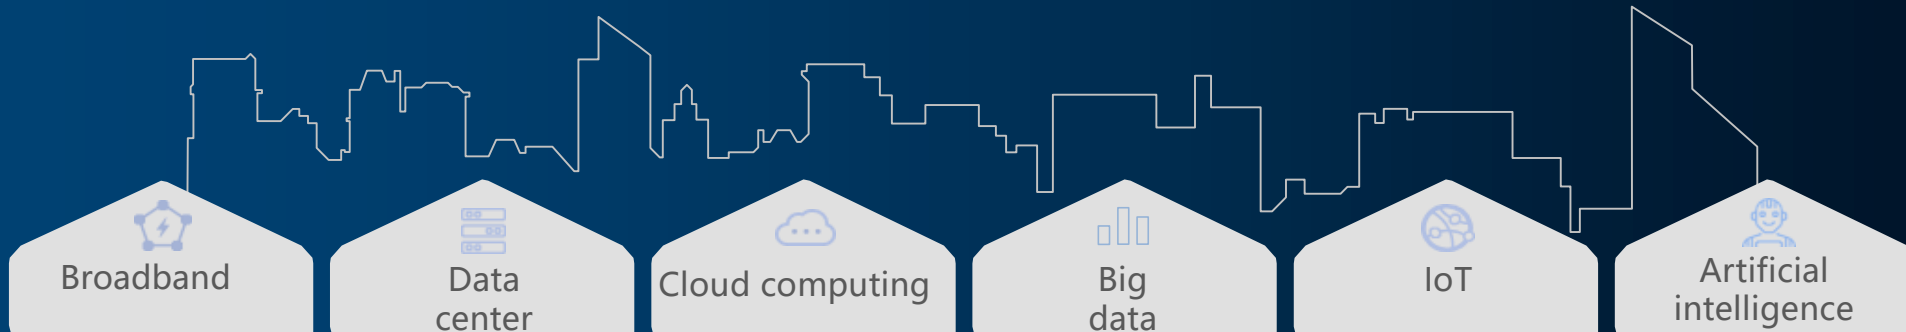 Broadband
Data
center
Cloud computing
Big
data
IoT
Artificial
intelligence